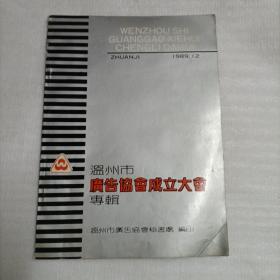 WENZHOU SHI
GUANGGAO XIEHUI
CHENGLI DAHUI
ZHUANJI 1989.12
溫州市
廣告協會成立大會
專輯
溫州市廣告協會秘書處 編印